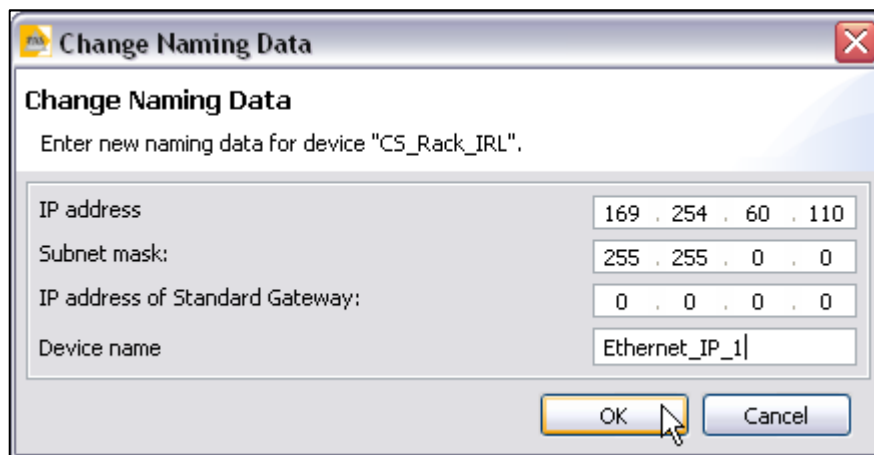 Change Naming Data
Change Naming Data
Enter new naming data for device "CS_Rack_IRL".
IP address 169 . 254 . 60 . 110
Subnet mask: 255 . 255 . 0 . 0
IP address of Standard Gateway: 0 . 0 . 0 . 0
Device name Ethernet_IP_1
OK Cancel